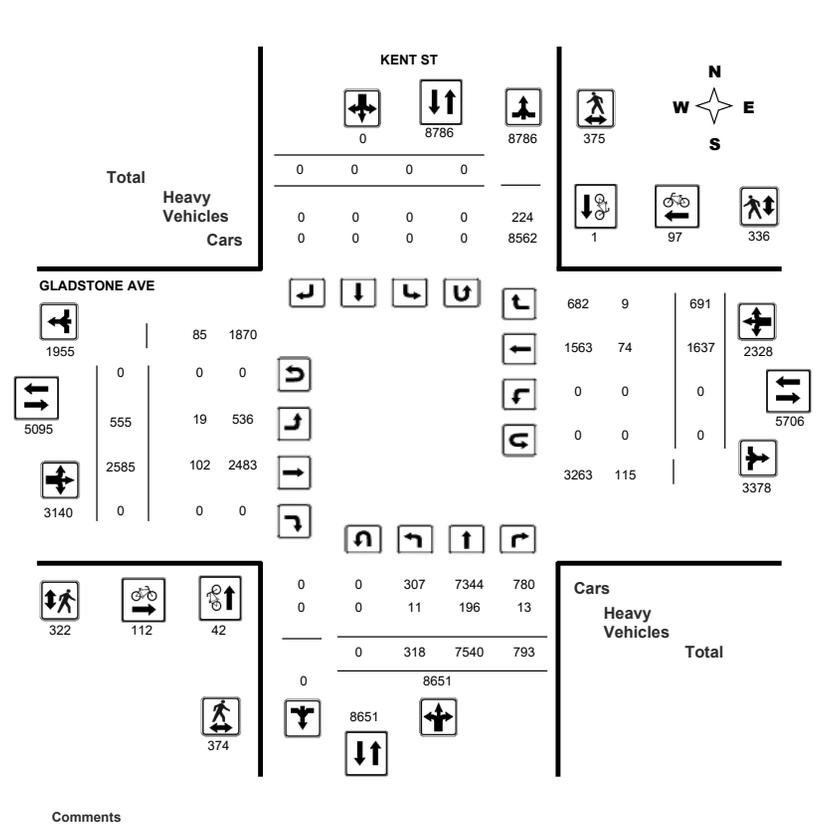 KENT ST
N
W E
S
0 8786 8786 375
Total 0 0 0 0
Heavy
Vehicles 0 0 0 0 224
Cars 0 0 0 0 8562
1 97 336
GLADSTONE AVE
682 9 691
1955 85 1870 1563 74 1637 2328
0 0 0 0 0 0
5095 555 19 536 5706
0 0 0
2585 102 2483 3263 115
3140 0 0 0 3378
0 0 307 7344 780 Cars
0 0 11 196 13 Heavy
Vehicles
322 112 42
0 318 7540 793 Total
0 8651
8651
374
Comments